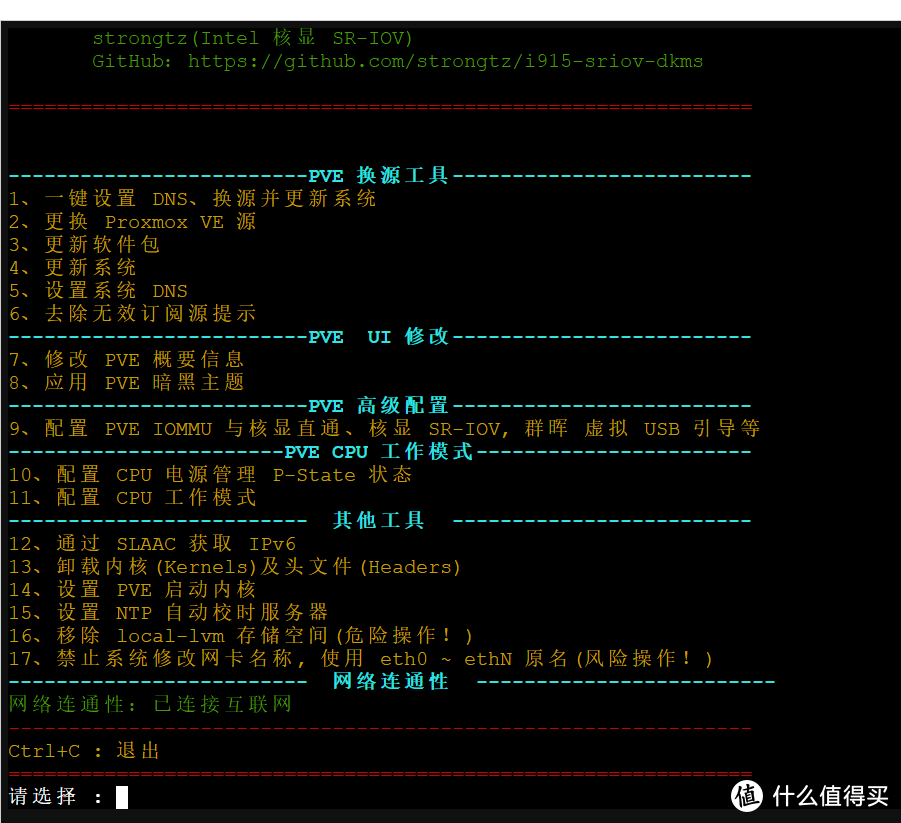 strongtz(Intel 核显 SR-IOV)
GitHub: https://github.com/strongtz/i915-sriov-dkms
==============================================================
-------------------------PVE 换源工具-------------------------
1、一键设置 DNS、换源并更新系统
2、更换 Proxmox VE 源
3、更新软件包
4、更新系统
5、设置系统 DNS
6、去除无效订阅源提示
-------------------------PVE  UI 修改-------------------------
7、修改 PVE 概要信息
8、应用 PVE 暗黑主题
-------------------------PVE 高级配置-------------------------
9、配置 PVE IOMMU 与核显直通、核显 SR-IOV, 群晖 虚拟 USB 引导等
-----------------------PVE CPU 工作模式-----------------------
10、配置 CPU 电源管理 P-State 状态
11、配置 CPU 工作模式
-------------------------  其他工具  -------------------------
12、通过 SLAAC 获取 IPv6
13、卸载内核(Kernels)及头文件(Headers)
14、设置 PVE 启动内核
15、设置 NTP 自动校时服务器
16、移除 local-lvm 存储空间(危险操作！)
17、禁止系统修改网卡名称, 使用 eth0 ~ ethN 原名(风险操作！)
-------------------------  网络连通性  -------------------------
网络连通性: 已连接互联网
--------------------------------------------------------------
Ctrl+C : 退出
==============================================================
请选择 :
值 什么值得买